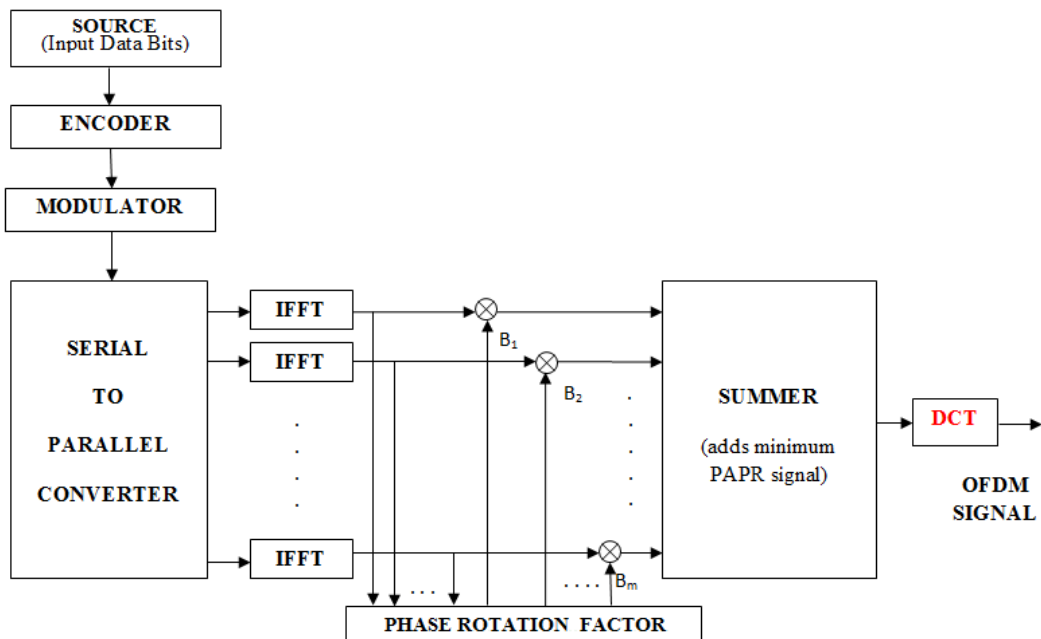 SOURCE
(Input Data Bits)
ENCODER
MODULATOR
SERIAL
TO
PARALLEL
CONVERTER
IFFT
IFFT
IFFT
B₁
B₂
Bₘ
PHASE ROTATION FACTOR
SUMMER
(adds minimum
PAPR signal)
DCT
OFDM
SIGNAL